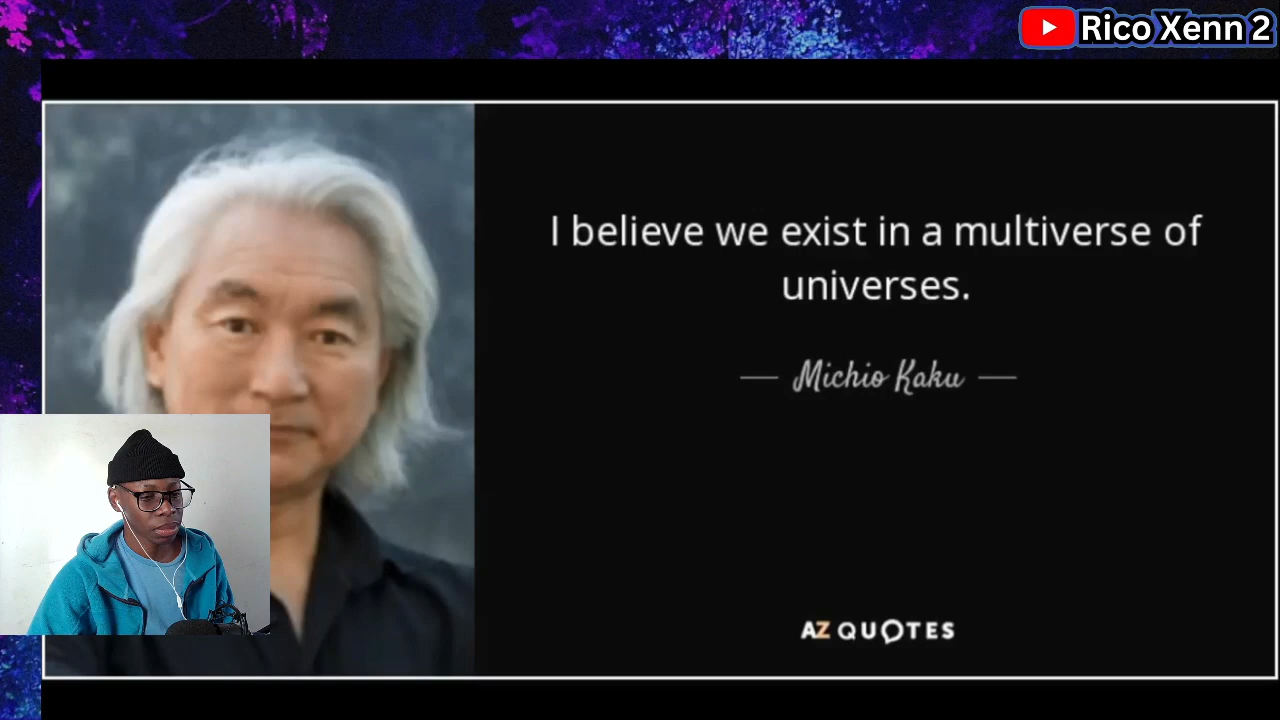 Rico Xenn 2
I believe we exist in a multiverse of
universes.
Michio Kaku
AZ QUOTES